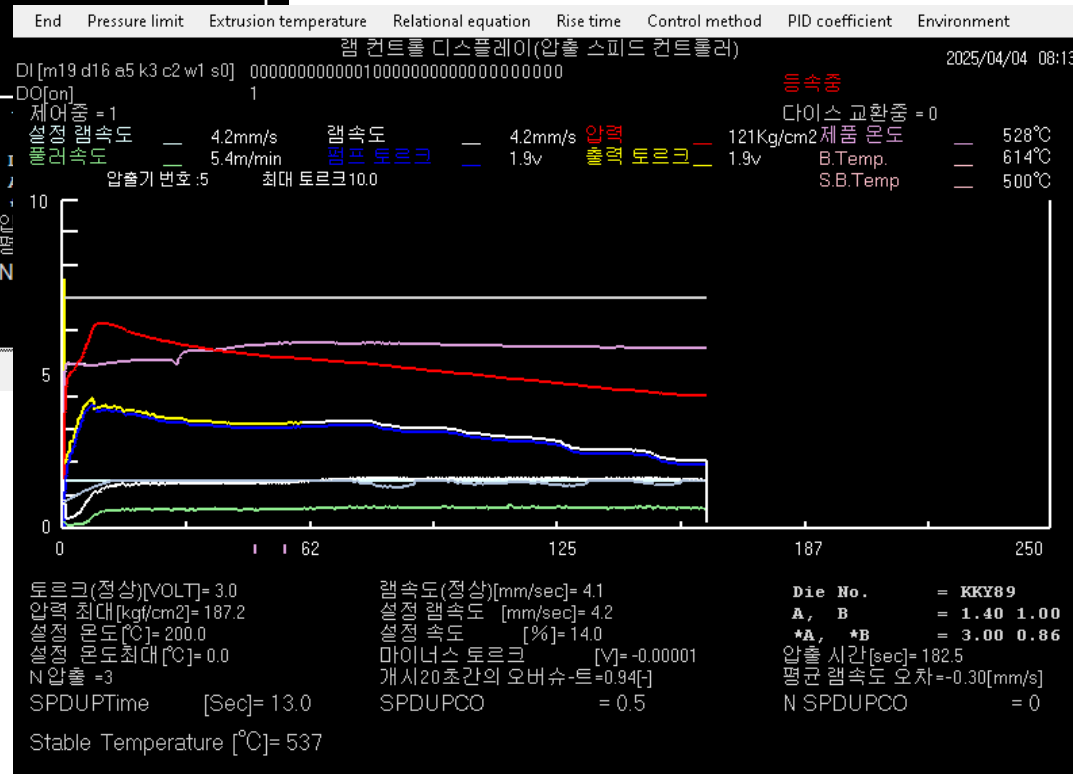 End Pressure limit Extrusion temperature Relational equation Rise time Control method PID coefficient Environment
램 컨트롤 디스플레이(압출 스피드 컨트롤러)
2025/04/04 08:13
DI [m19 d16 a5 k3 c2 w1 s0] 00000000000010000000000000000000
등속중
DO[on] 1
제어중 = 1 다이스 교환중 = 0
설정 램속도 4.2mm/s 램속도 4.2mm/s 압력 121Kg/cm2 제품 온도 528℃
풀러속도 5.4m/min 펌프 토르크 1.9v 출력 토르크 1.9v B.Temp. 614℃
압출기 번호 :5 최대 토르크10.0 S.B.Temp 500℃
10
5
0
0 62 125 187 250
토르크(정상)[VOLT]= 3.0 램속도(정상)[mm/sec]= 4.1 Die No. = KKY89
압력 최대[kgf/cm2]= 187.2 설정 램속도 [mm/sec]= 4.2 A, B = 1.40 1.00
설정 온도[℃]= 200.0 설정 속도 [%]= 14.0 *A, *B = 3.00 0.86
설정 온도최대[℃]= 0.0 마이너스 토르크 [V]= -0.00001 압출 시간[sec]= 182.5
N 압출 =3 개시20초간의 오버슈-트=0.94[-] 평균 램속도 오차=-0.30[mm/s]
SPDUPTime [Sec]= 13.0 SPDUPCO = 0.5 N SPDUPCO = 0
Stable Temperature [℃]= 537